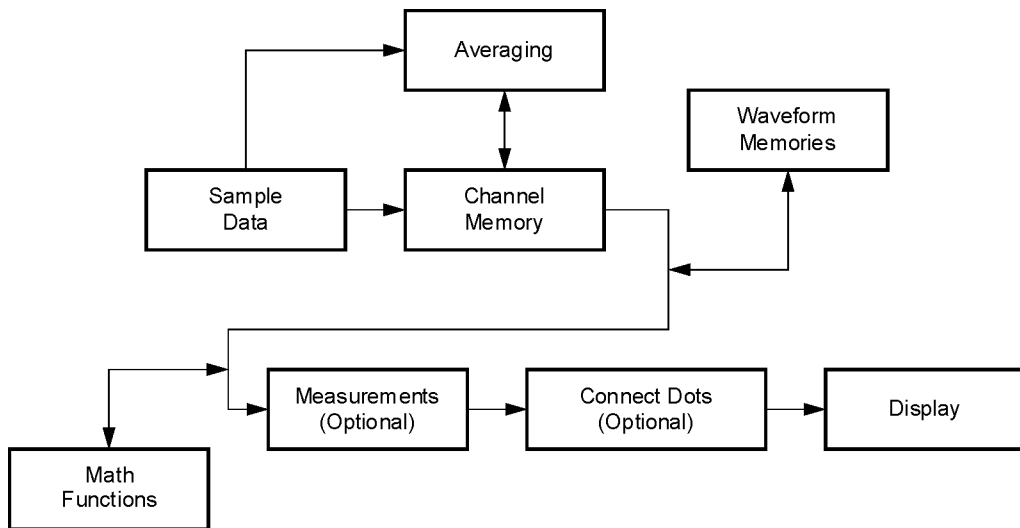 Averaging
Waveform
Memories
Sample
Data
Channel
Memory
Measurements
(Optional)
Connect Dots
(Optional)
Display
Math
Functions